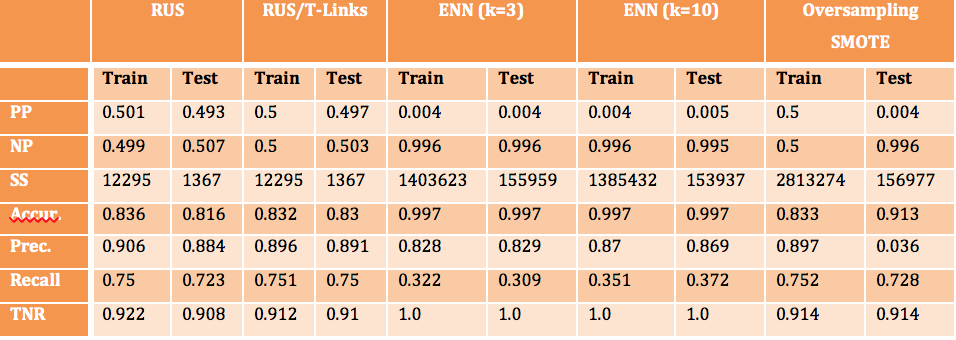 RUS RUS/T-Links ENN (k=3) ENN (k=10) Oversampling
SMOTE
Train Test Train Test Train Test Train Test Train Test
PP 0.501 0.493 0.5 0.497 0.004 0.004 0.004 0.005 0.5 0.004
NP 0.499 0.507 0.5 0.503 0.996 0.996 0.996 0.995 0.5 0.996
SS 12295 1367 12295 1367 1403623 155959 1385432 153937 2813274 156977
Accur. 0.836 0.816 0.832 0.83 0.997 0.997 0.997 0.997 0.833 0.913
Prec. 0.906 0.884 0.896 0.891 0.828 0.829 0.87 0.869 0.897 0.036
Recall 0.75 0.723 0.751 0.75 0.322 0.309 0.351 0.372 0.752 0.728
TNR 0.922 0.908 0.912 0.91 1.0 1.0 1.0 1.0 0.914 0.914